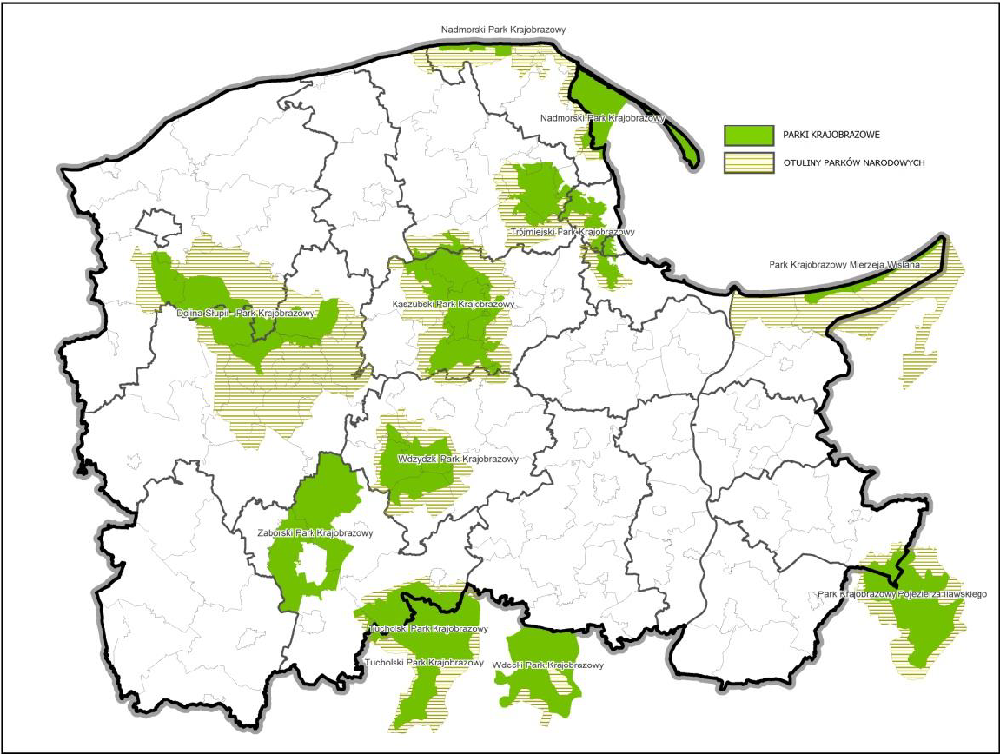 Nadmorski Park Krajobrazowy
Nadmorski Park Krajobrazowy
PARKI KRAJOBRAZOWE
OTULINY PARKÓW NARODOWYCH
Trójmiejski Park Krajobrazowy
Park Krajobrazowy Mierzeja Wiślana
Kaszubski Park Krajobrazowy
Dolina Słupii - Park Krajobrazowy
Wdzydzki Park Krajobrazowy
Zaborski Park Krajobrazowy
Park Krajobrazowy Pojezierza Iławskiego
Tucholski Park Krajobrazowy
Tucholski Park Krajobrazowy
Wdecki Park Krajobrazowy